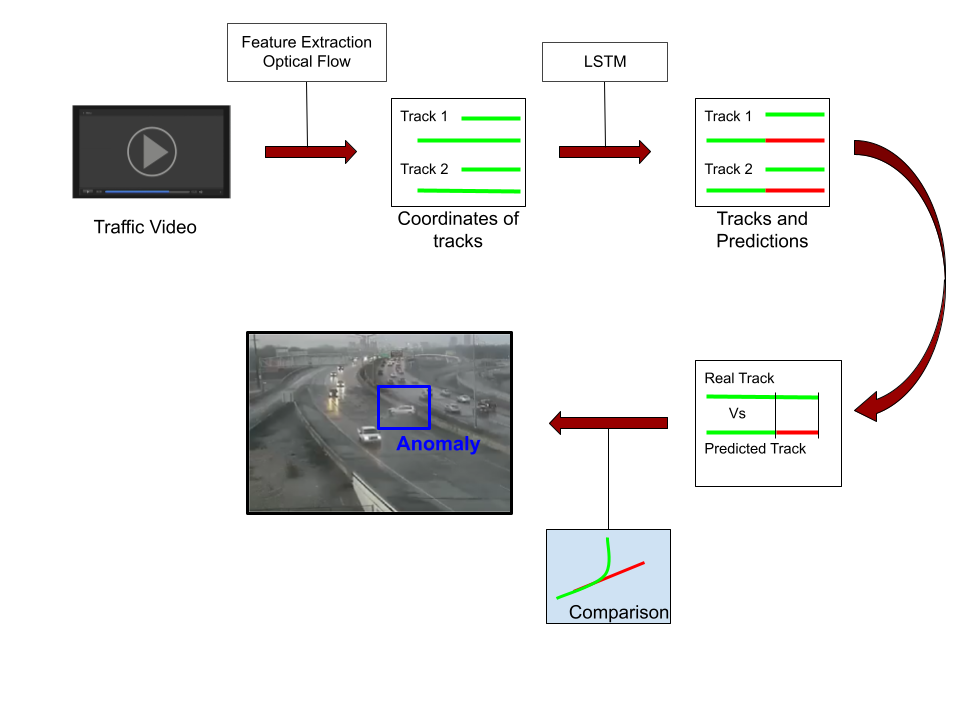 Feature Extraction
Optical Flow
LSTM
Track 1
Track 2
Track 1
Track 2
Traffic Video
Coordinates of
tracks
Tracks and
Predictions
Real Track
Vs
Predicted Track
Anomaly
Comparison